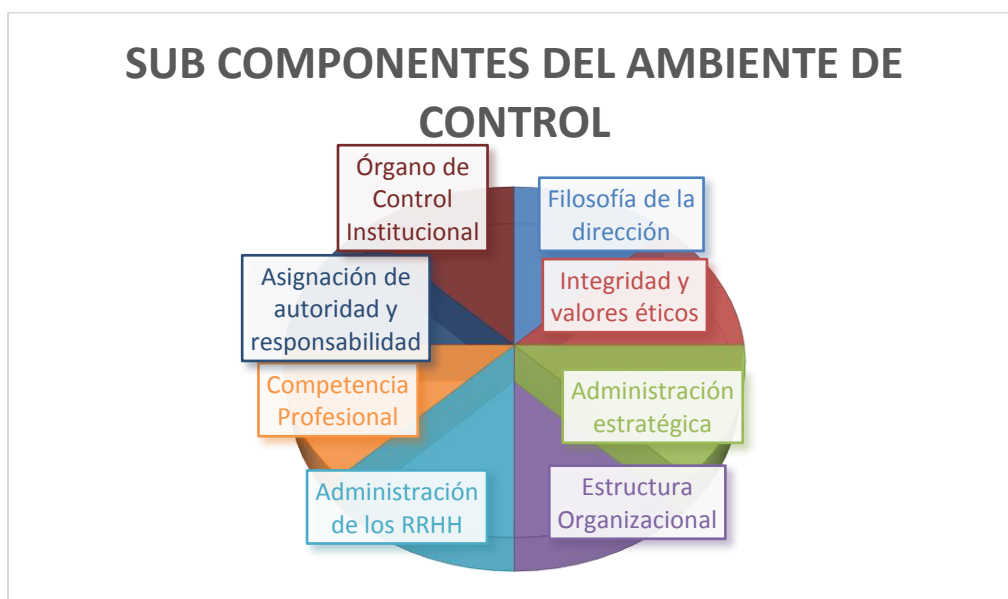 SUB COMPONENTES DEL AMBIENTE DE
CONTROL
Órgano de
Control
Institucional
Filosofía de la
dirección
Asignación de
autoridad y
responsabilidad
Integridad y
valores éticos
Competencia
Profesional
Administración
estratégica
Administración
de los RRHH
Estructura
Organizacional